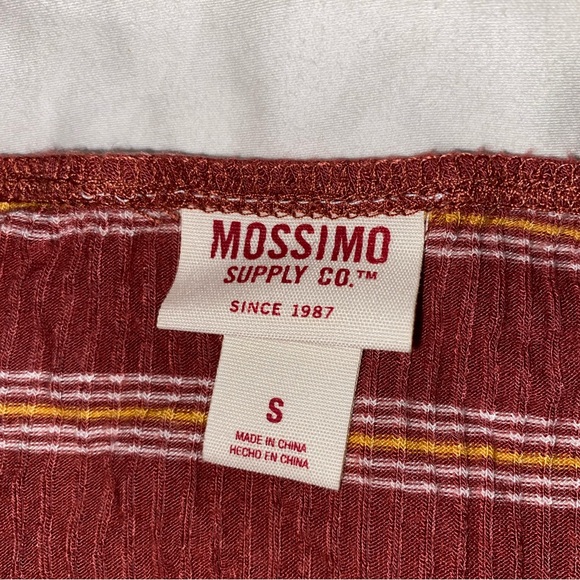 MOSSIMO
SUPPLY CO.™
SINCE 1987
S
MADE IN CHINA
HECHO EN CHINA